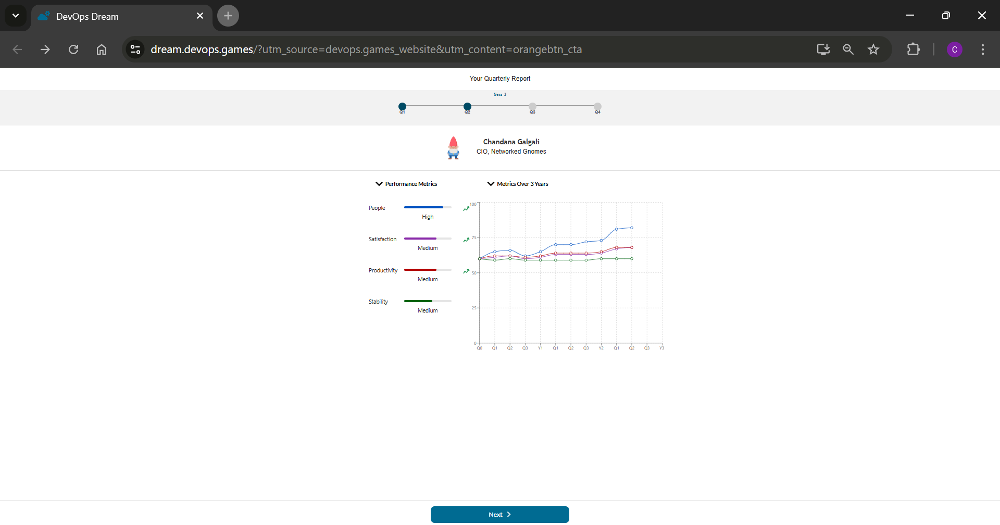 DevOps Dream
dream.devops.games/?utm_source=devops.games_website&utm_content=orangebtn_cta
C
Your Quarterly Report
Year 3
Q1 Q2 Q3 Q4
Chandana Galgali
CIO, Networked Gnomes
Performance Metrics
People
High
Satisfaction
Medium
Productivity
Medium
Stability
Medium
Metrics Over 3 Years
100
75
50
25
0
Q0 Q1 Q2 Q3 Y1 Q1 Q2 Q3 Y2 Q1 Q2 Q3 Y3
Next